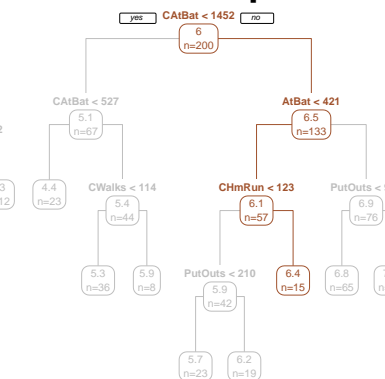 yes CAtBat < 1452 no
6
n=200
CAtBat < 527
AtBat < 421
5.1
n=67
6.5
n=133
CWalks < 114
CHmRun < 123
PutOuts <
4.4
n=23
5.4
n=44
6.1
n=57
6.9
n=76
PutOuts < 210
5.3
n=36
5.9
n=8
5.9
n=42
6.4
n=15
6.8
n=65
5.7
n=23
6.2
n=19